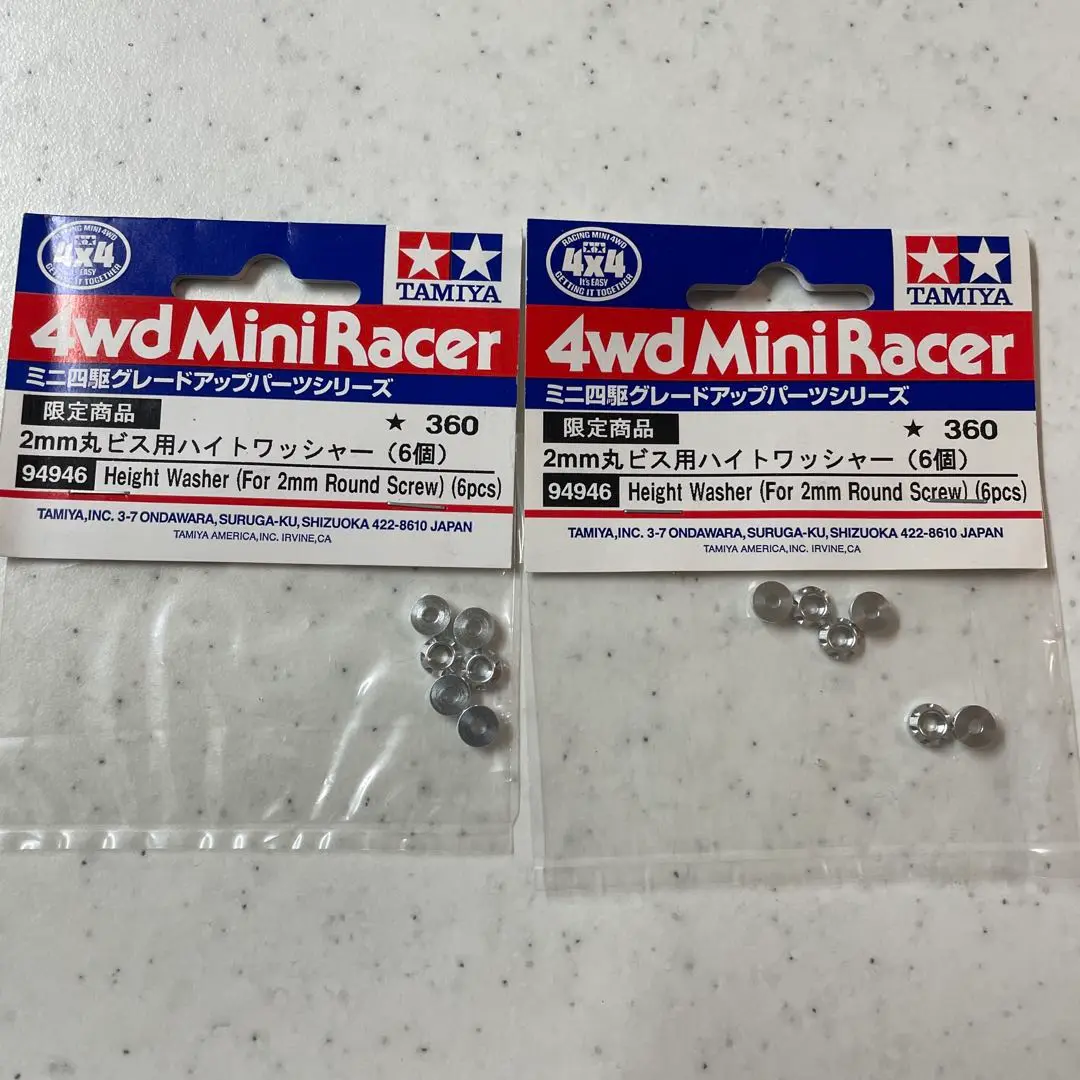 RACING MINI 4WD
4x4
It's EASY
GETTING IT TOGETHER
TAMIYA
4wd Mini Racer
ミニ四駆グレードアップパーツシリーズ
限定商品
★ 360
2mm丸ビス用ハイトワッシャー（6個）
94946 Height Washer (For 2mm Round Screw) (6pcs)
TAMIYA,INC. 3-7 ONDAWARA, SURUGA-KU, SHIZUOKA 422-8610 JAPAN
TAMIYA AMERICA,INC. IRVINE,CA
RACING MINI 4WD
4x4
It's EASY
GETTING IT TOGETHER
TAMIYA
4wd Mini Racer
ミニ四駆グレードアップパーツシリーズ
限定商品
★ 360
2mm丸ビス用ハイトワッシャー（6個）
94946 Height Washer (For 2mm Round Screw) (6pcs)
TAMIYA,INC. 3-7 ONDAWARA, SURUGA-KU, SHIZUOKA 422-8610 JAPAN
TAMIYA AMERICA,INC. IRVINE,CA